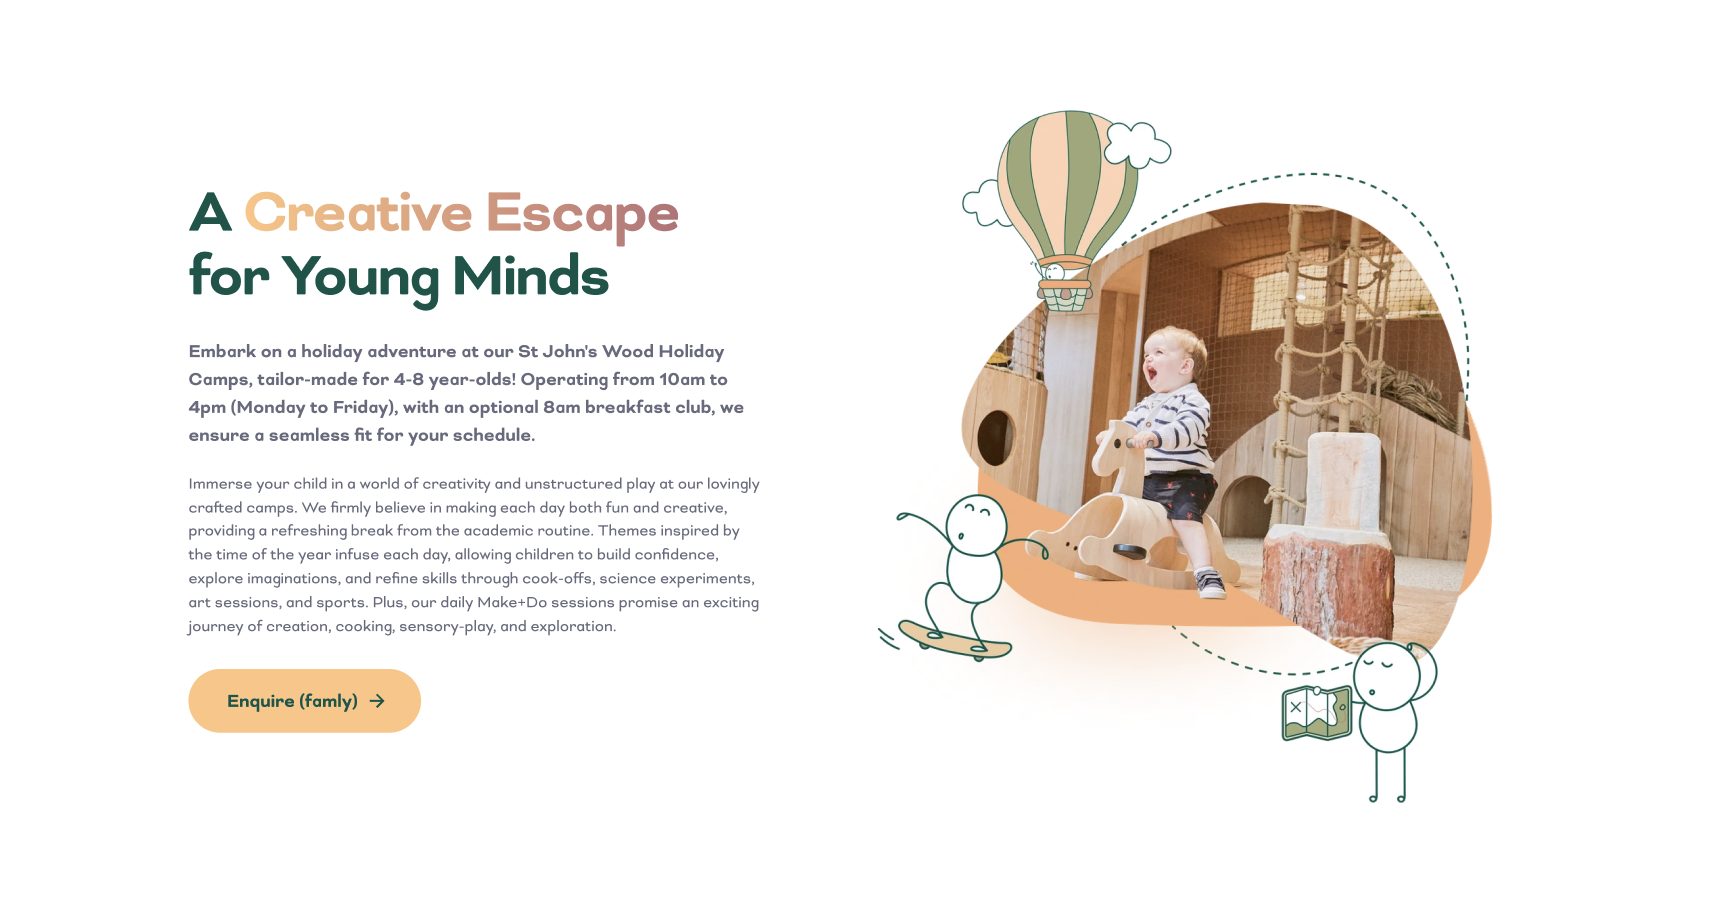 A Creative Escape
for Young Minds
Embark on a holiday adventure at our St John's Wood Holiday
Camps, tailor-made for 4-8 year-olds! Operating from 10am to
4pm (Monday to Friday), with an optional 8am breakfast club, we
ensure a seamless fit for your schedule.
Immerse your child in a world of creativity and unstructured play at our lovingly
crafted camps. We firmly believe in making each day both fun and creative,
providing a refreshing break from the academic routine. Themes inspired by
the time of the year infuse each day, allowing children to build confidence,
explore imaginations, and refine skills through cook-offs, science experiments,
art sessions, and sports. Plus, our daily Make+Do sessions promise an exciting
journey of creation, cooking, sensory-play, and exploration.
Enquire (famly) →